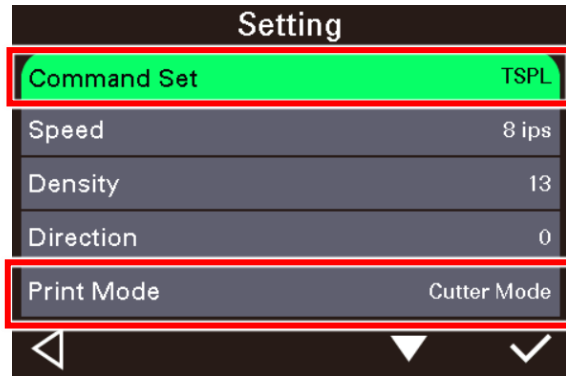 Setting
Command Set TSPL
Speed 8 ips
Density 13
Direction 0
Print Mode Cutter Mode